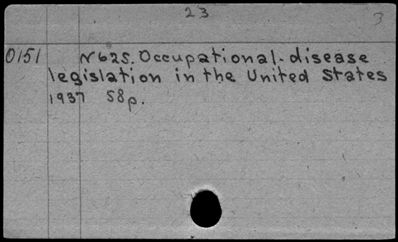 23
3
0151 N625. Occupational-disease
legislation in the United States
1937 58p.